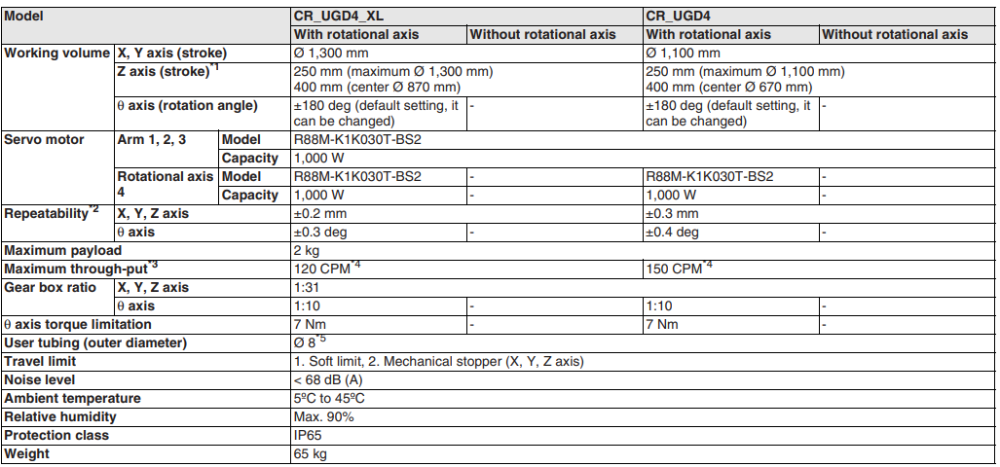 Model CR_UGD4_XL CR_UGD4
With rotational axis Without rotational axis With rotational axis Without rotational axis
Working volume X, Y axis (stroke) Ø 1,300 mm Ø 1,100 mm
Z axis (stroke)*1 250 mm (maximum Ø 1,300 mm) 250 mm (maximum Ø 1,100 mm)
400 mm (center Ø 870 mm) 400 mm (center Ø 670 mm)
θ axis (rotation angle) ±180 deg (default setting, it - ±180 deg (default setting, it -
can be changed) can be changed)
Servo motor Arm 1, 2, 3 Model R88M-K1K030T-BS2
Capacity 1,000 W
Rotational axis Model R88M-K1K030T-BS2 - R88M-K1K030T-BS2 -
4 Capacity 1,000 W - 1,000 W -
Repeatability*2 X, Y, Z axis ±0.2 mm ±0.3 mm
θ axis ±0.3 deg - ±0.4 deg -
Maximum payload 2 kg
Maximum through-put*3 120 CPM*4 150 CPM*4
Gear box ratio X, Y, Z axis 1:31
θ axis 1:10 - 1:10 -
θ axis torque limitation 7 Nm - 7 Nm -
User tubing (outer diameter) Ø 8*5
Travel limit 1. Soft limit, 2. Mechanical stopper (X, Y, Z axis)
Noise level < 68 dB (A)
Ambient temperature 5ºC to 45ºC
Relative humidity Max. 90%
Protection class IP65
Weight 65 kg